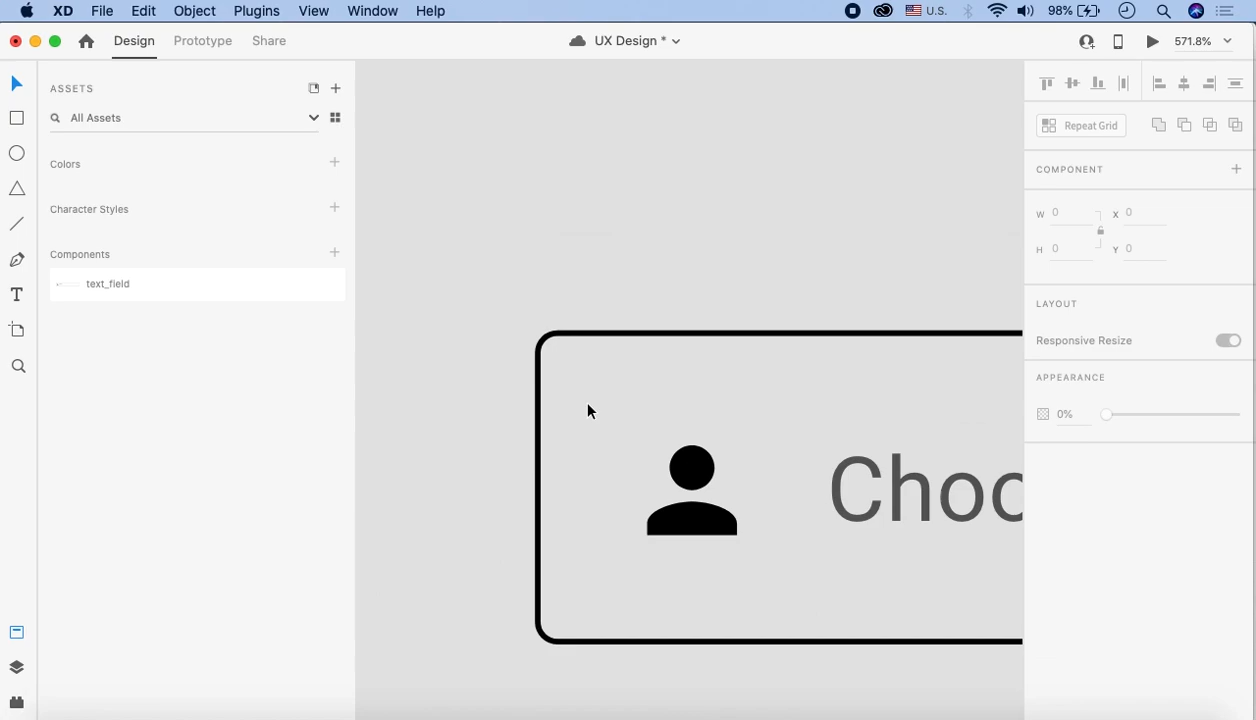 XD File Edit Object Plugins View Window Help U.S. 98%
Design Prototype Share UX Design * 571.8%
ASSETS
All Assets
Repeat Grid
Colors
COMPONENT
Character Styles
W 0 X 0
Components
H 0 Y 0
text_field
LAYOUT
Responsive Resize
APPEARANCE
0%
Choo